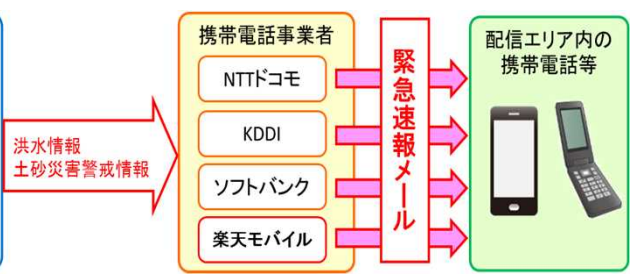 洪水情報
土砂災害警戒情報
携帯電話事業者
NTTドコモ
KDDI
ソフトバンク
楽天モバイル
緊急速報メール
配信エリア内の
携帯電話等